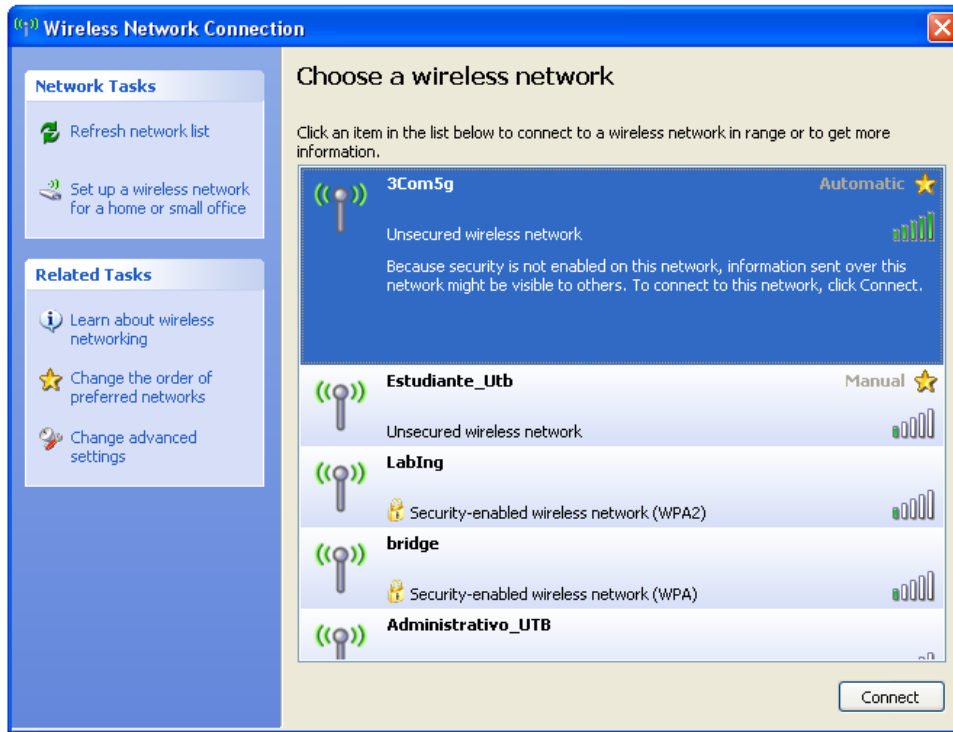 Wireless Network Connection
Network Tasks
Refresh network list
Set up a wireless network
for a home or small office
Related Tasks
Learn about wireless
networking
Change the order of
preferred networks
Change advanced
settings
Choose a wireless network
Click an item in the list below to connect to a wireless network in range or to get more
information.
3Com5g
Automatic
Unsecured wireless network
Because security is not enabled on this network, information sent over this
network might be visible to others. To connect to this network, click Connect.
Estudiante_Utb
Manual
Unsecured wireless network
LabIng
Security-enabled wireless network (WPA2)
bridge
Security-enabled wireless network (WPA)
Administrativo_UTB
Connect